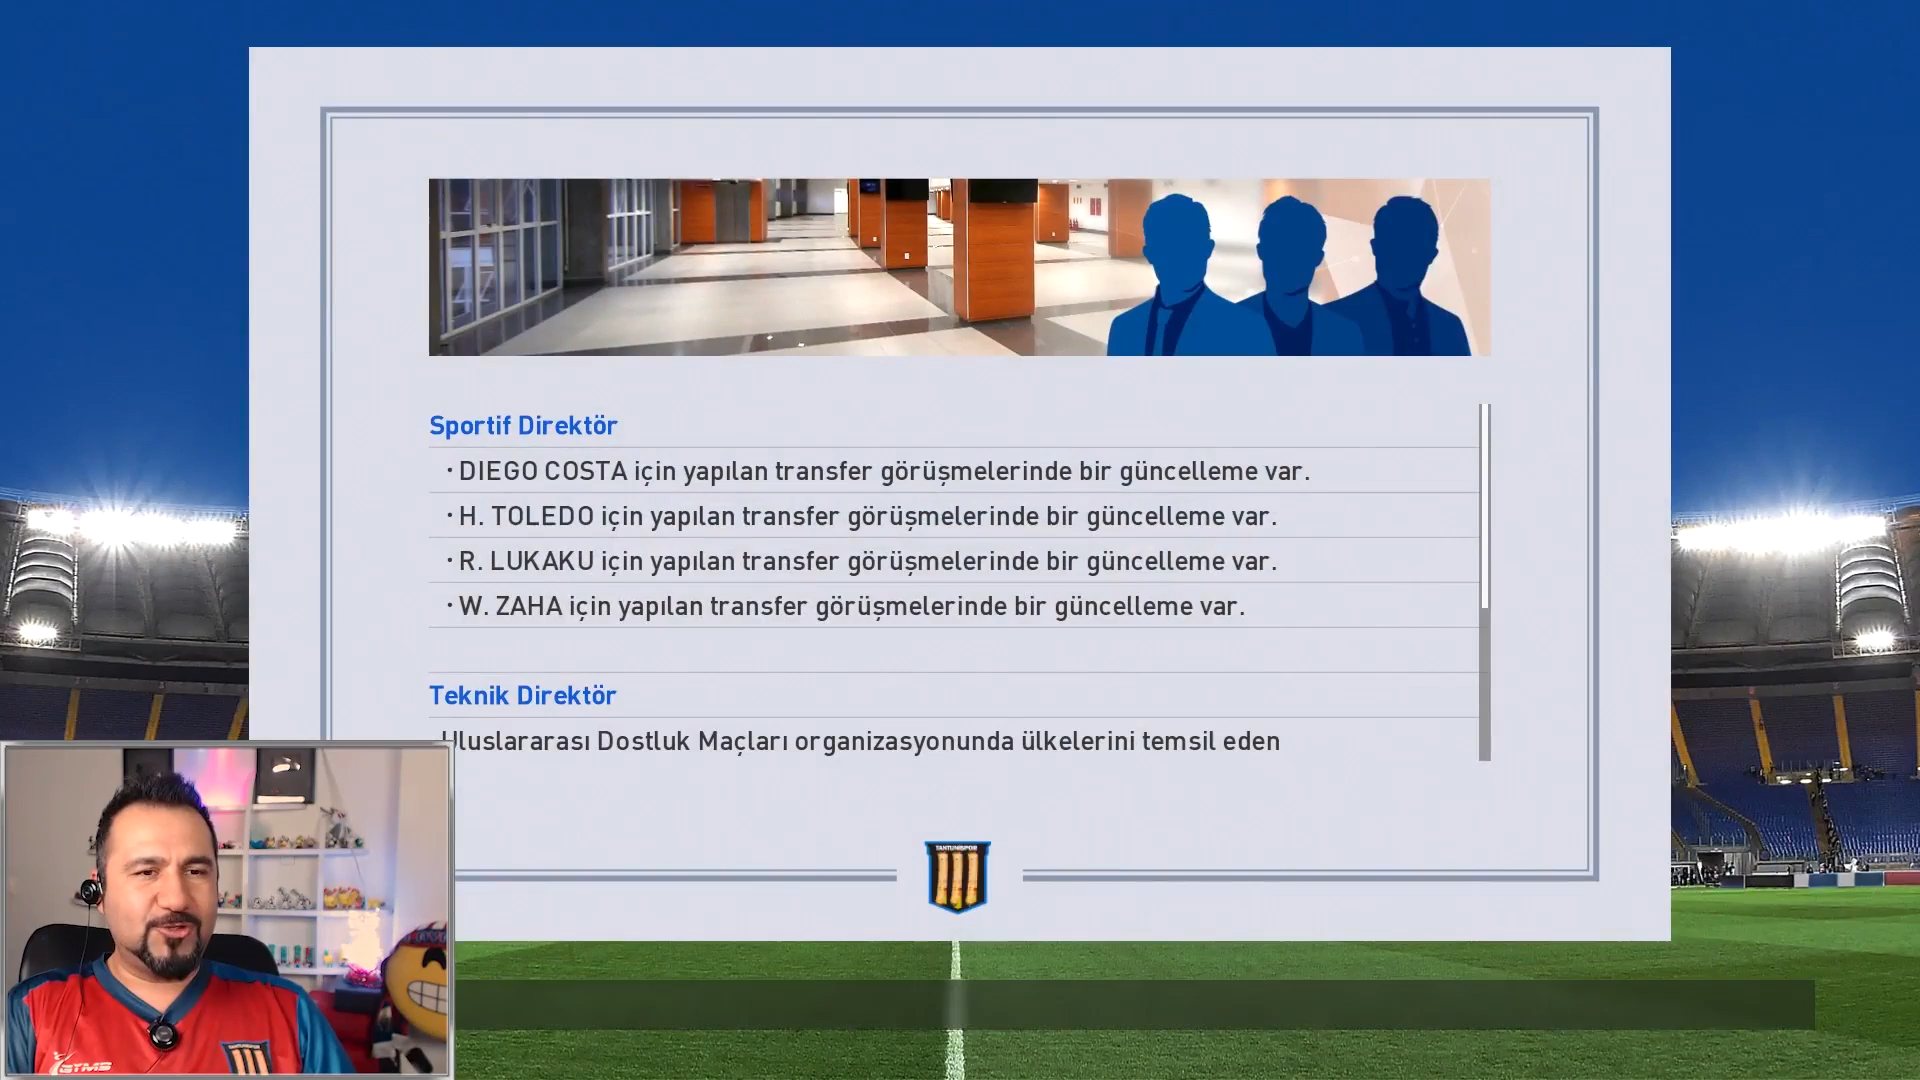 Sportif Direktör
· DIEGO COSTA için yapılan transfer görüşmelerinde bir güncelleme var.
· H. TOLEDO için yapılan transfer görüşmelerinde bir güncelleme var.
· R. LUKAKU için yapılan transfer görüşmelerinde bir güncelleme var.
· W. ZAHA için yapılan transfer görüşmelerinde bir güncelleme var.
Teknik Direktör
Uluslararası Dostluk Maçları organizasyonunda ülkelerini temsil eden
TANTUNİSPOR